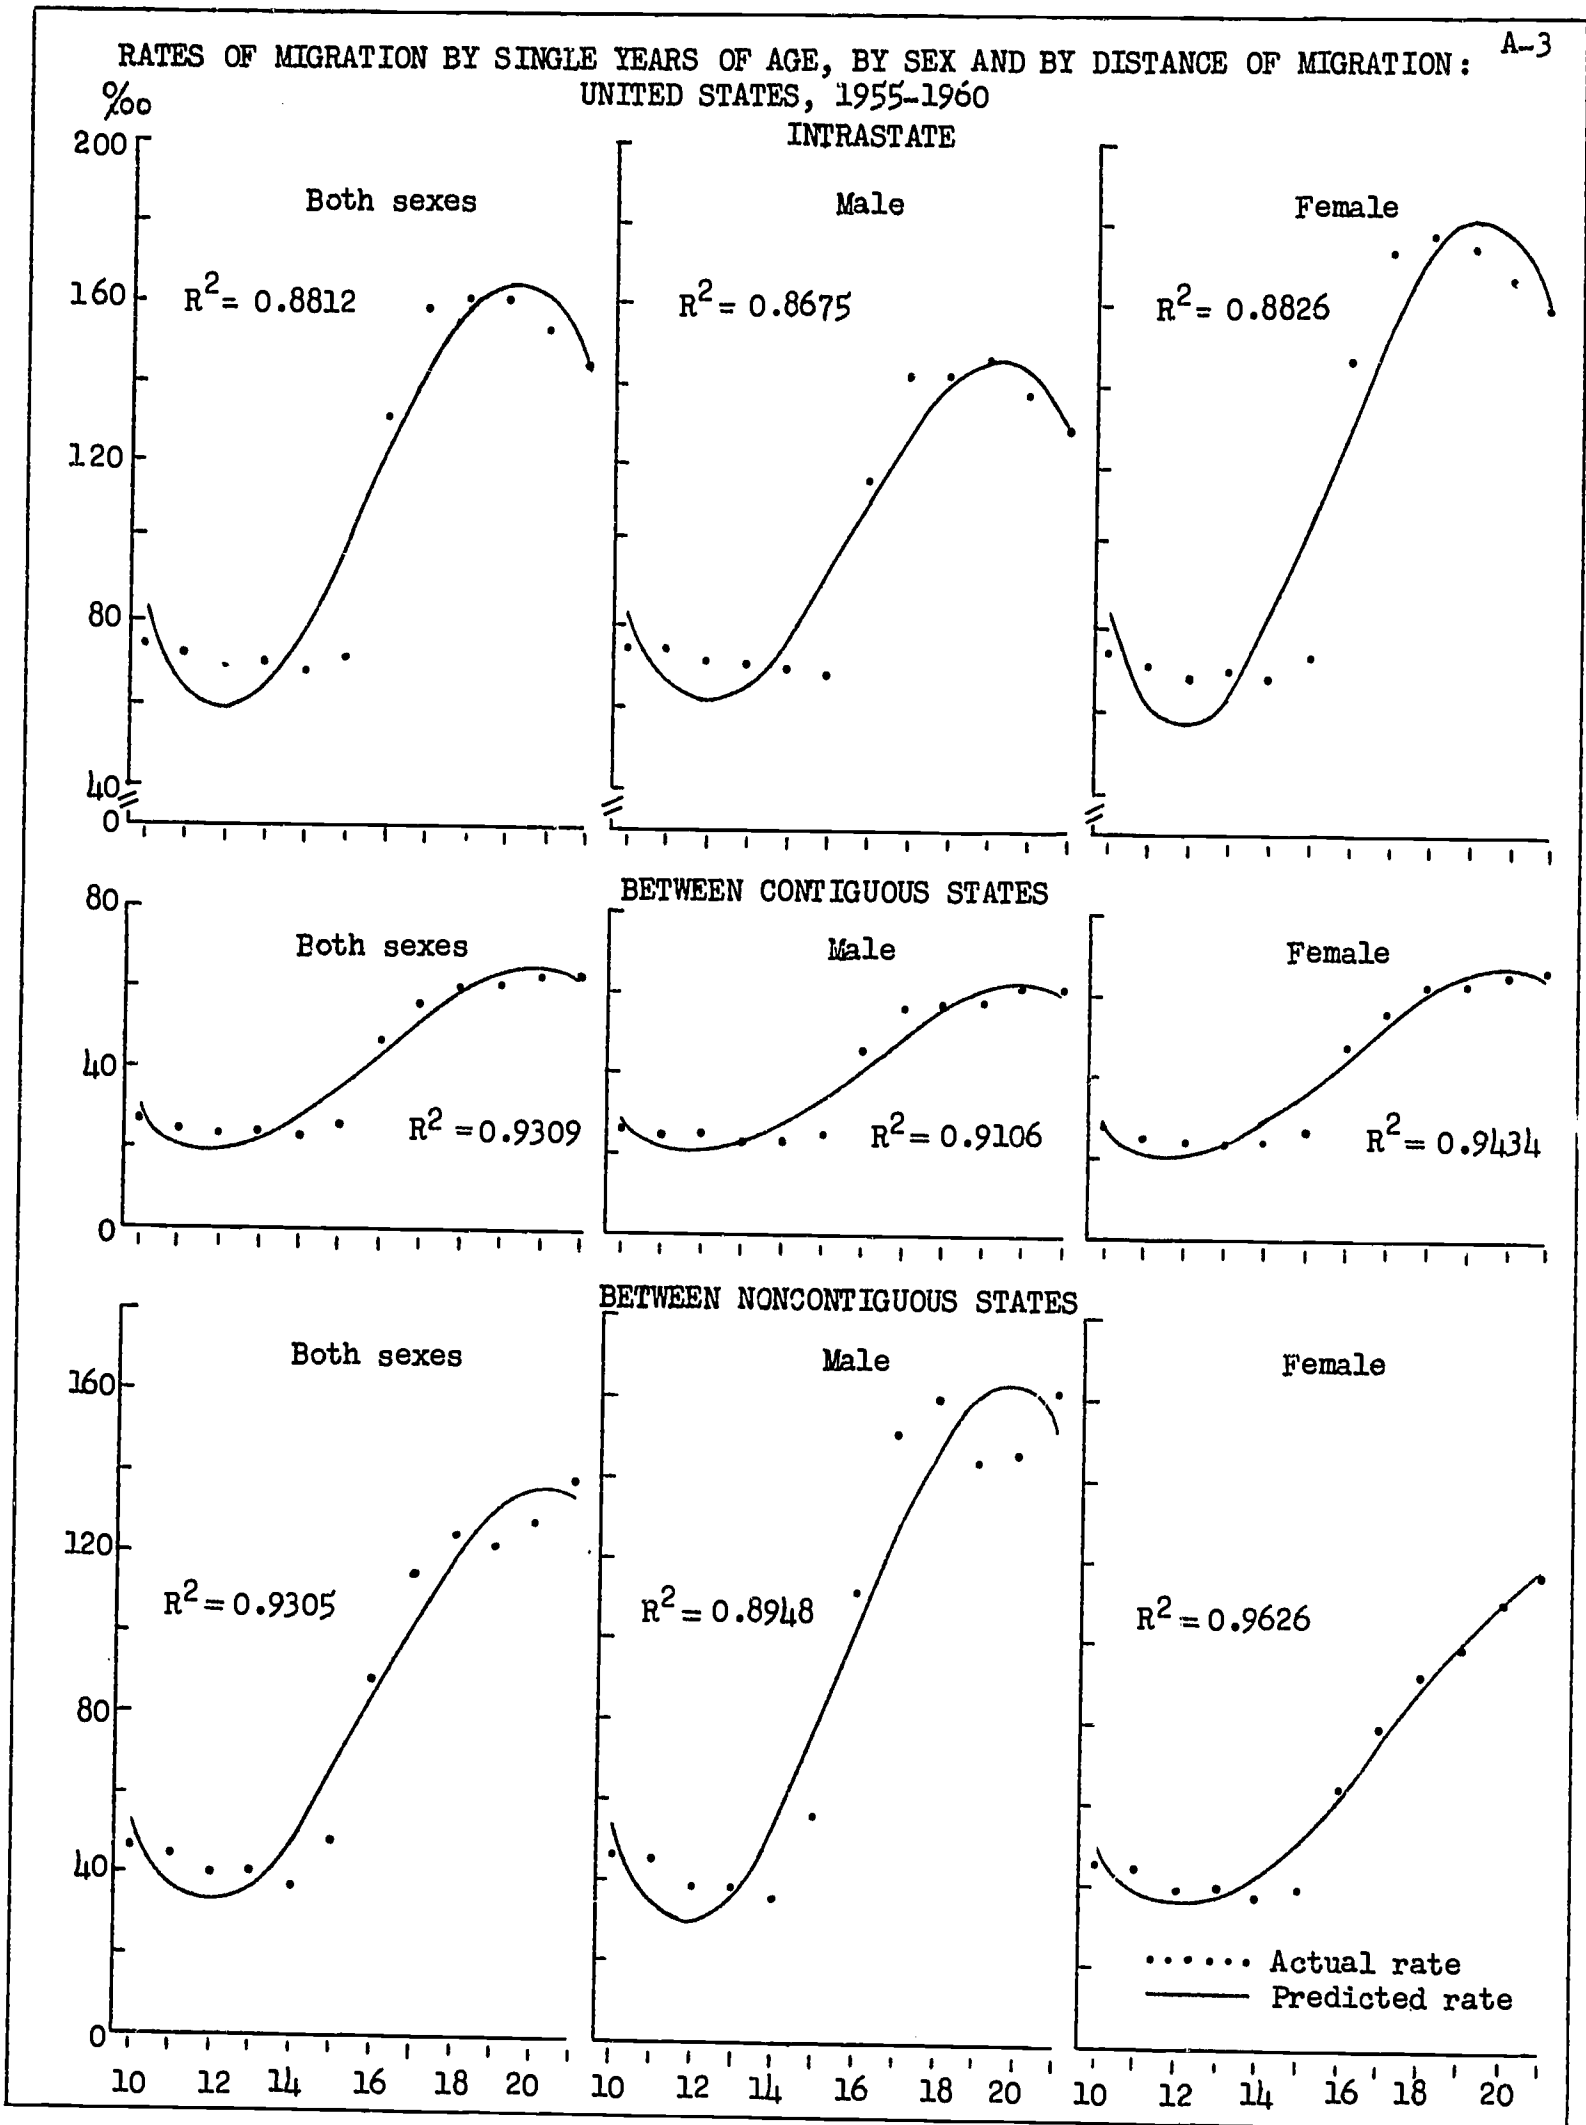 A-3
RATES OF MIGRATION BY SINGLE YEARS OF AGE, BY SEX AND BY DISTANCE OF MIGRATION:
UNITED STATES, 1955-1960
‰
INTRASTATE
200
160
120
80
40
0
Both sexes
R²= 0.8812
Male
R²= 0.8675
Female
R²= 0.8826
BETWEEN CONTIGUOUS STATES
80
40
0
Both sexes
R² =0.9309
Male
R²= 0.9106
Female
R²= 0.9434
BETWEEN NONCONTIGUOUS STATES
160
120
80
40
0
Both sexes
R²= 0.9305
Male
R²= 0.8948
Female
R²= 0.9626
Actual rate
Predicted rate
10 12 14 16 18 20
10 12 14 16 18 20
10 12 14 16 18 20